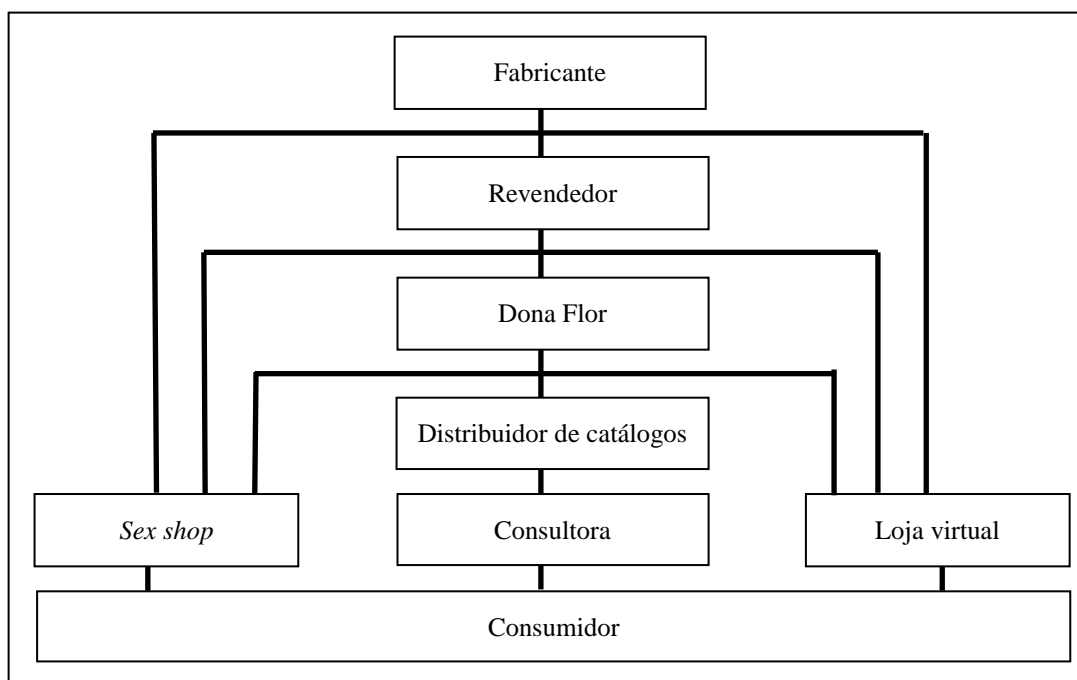 Fabricante
Revendedor
Dona Flor
Distribuidor de catálogos
Sex shop
Consultora
Loja virtual
Consumidor